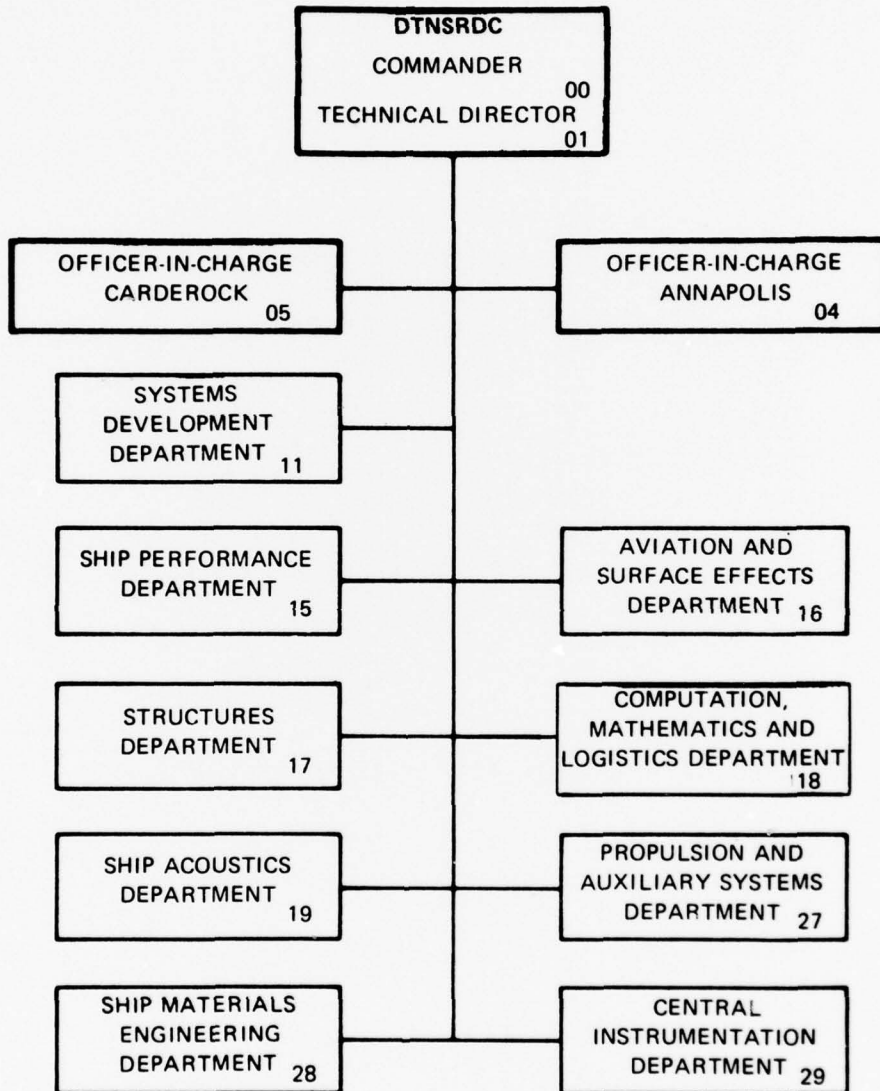 DTNSRDC
COMMANDER
00
TECHNICAL DIRECTOR
01
OFFICER-IN-CHARGE
CARDEROCK
05
OFFICER-IN-CHARGE
ANNAPOLIS
04
SYSTEMS
DEVELOPMENT
DEPARTMENT
11
SHIP PERFORMANCE
DEPARTMENT
15
AVIATION AND
SURFACE EFFECTS
DEPARTMENT
16
STRUCTURES
DEPARTMENT
17
COMPUTATION,
MATHEMATICS AND
LOGISTICS DEPARTMENT
18
SHIP ACOUSTICS
DEPARTMENT
19
PROPULSION AND
AUXILIARY SYSTEMS
DEPARTMENT
27
SHIP MATERIALS
ENGINEERING
DEPARTMENT
28
CENTRAL
INSTRUMENTATION
DEPARTMENT
29